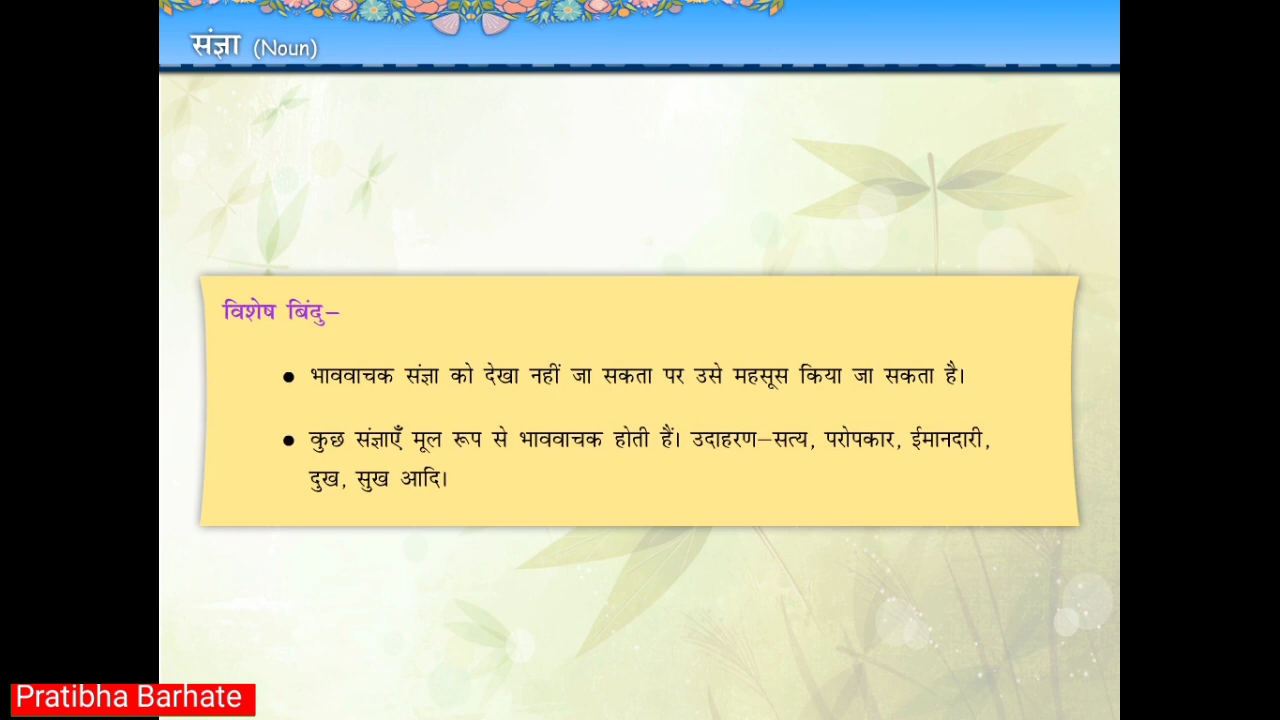 संज्ञा (Noun)
विशेष बिंदु–
● भाववाचक संज्ञा को देखा नहीं जा सकता पर उसे महसूस किया जा सकता है।
● कुछ संज्ञाएँ मूल रूप से भाववाचक होती हैं। उदाहरण–सत्य, परोपकार, ईमानदारी,
दुख, सुख आदि।
Pratibha Barhate